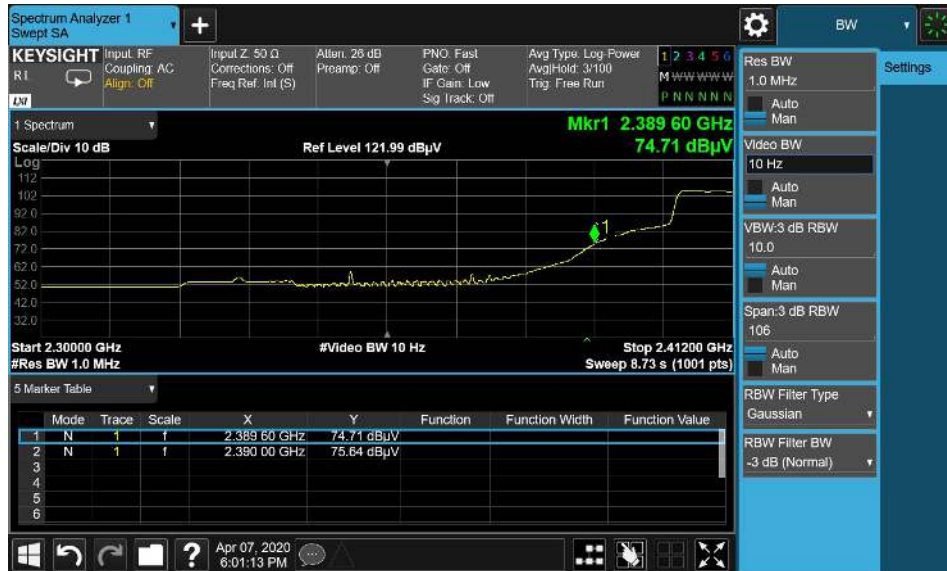 Spectrum Analyzer 1
Swept SA
+
BW
KEYSIGHT
Input: RF
Input Z: 50 Ω
Atten: 26 dB
PNO: Fast
Avg Type: Log-Power
1 2 3 4 5 6
RL
Coupling: AC
Corrections: Off
Preamp: Off
Gate: Off
Avg|Hold: 3/100
M W W W W W
Align: Off
Freq Ref: Int (S)
IF Gain: Low
Trig: Free Run
LXI
Sig Track: Off
P N N N N N
1 Spectrum
Mkr1 2.389 60 GHz
Scale/Div 10 dB
Ref Level 121.99 dBµV
74.71 dBµV
Log
112
102
92.0
82.0
72.0
62.0
52.0
42.0
32.0
1
Start 2.30000 GHz
#Video BW 10 Hz
Stop 2.41200 GHz
#Res BW 1.0 MHz
Sweep 8.73 s (1001 pts)
5 Marker Table
Mode Trace Scale X Y Function Function Width Function Value
1 N 1 f 2.389 60 GHz 74.71 dBµV
2 N 1 f 2.390 00 GHz 75.64 dBµV
3
4
5
6
?
Apr 07, 2020
6:01:13 PM
Res BW
1.0 MHz
Auto
Man
Video BW
10 Hz
Auto
Man
VBW:3 dB RBW
10.0
Auto
Man
Span:3 dB RBW
106
Auto
Man
RBW Filter Type
Gaussian
RBW Filter BW
-3 dB (Normal)
Settings